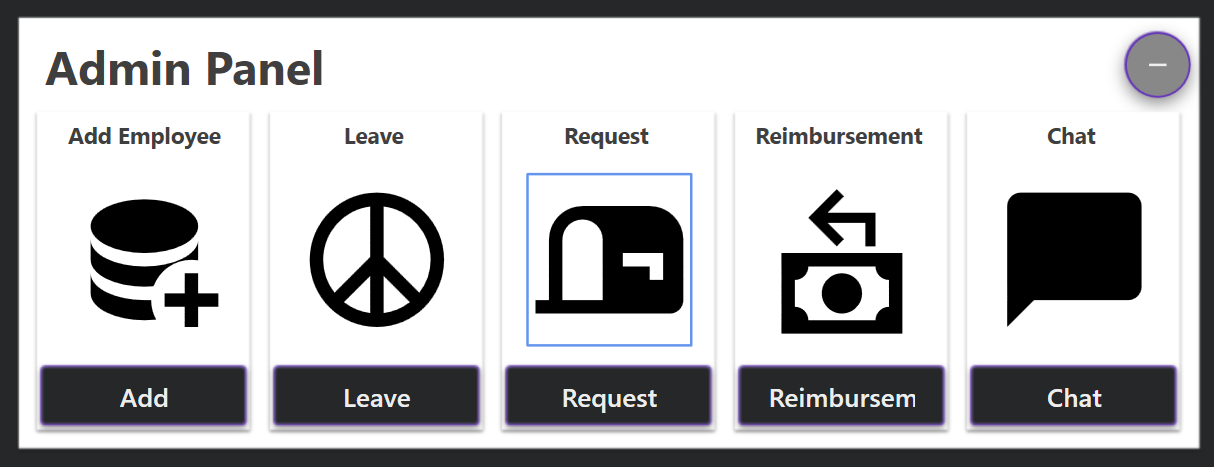 Admin Panel
Add Employee
Leave
Request
Reimbursement
Chat
Add
Leave
Request
Reimbursem
Chat